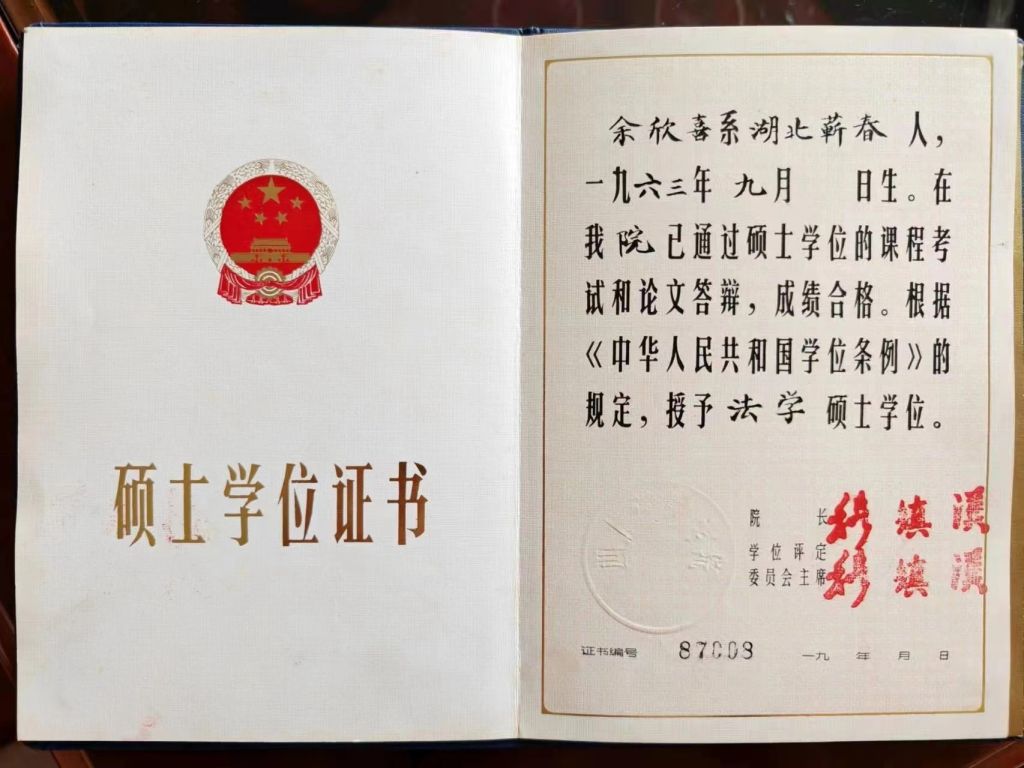 硕士学位证书
余欣喜系湖北蕲春 人，
一九六三年 九月 日生。在
我院已通过硕士学位的课程考
试和论文答辩，成绩合格。根据
《中华人民共和国学位条例》的
规定，授予法学 硕士学位。
院 长
学位评定
委员会主席
证书编号 87008 一九 年 月 日